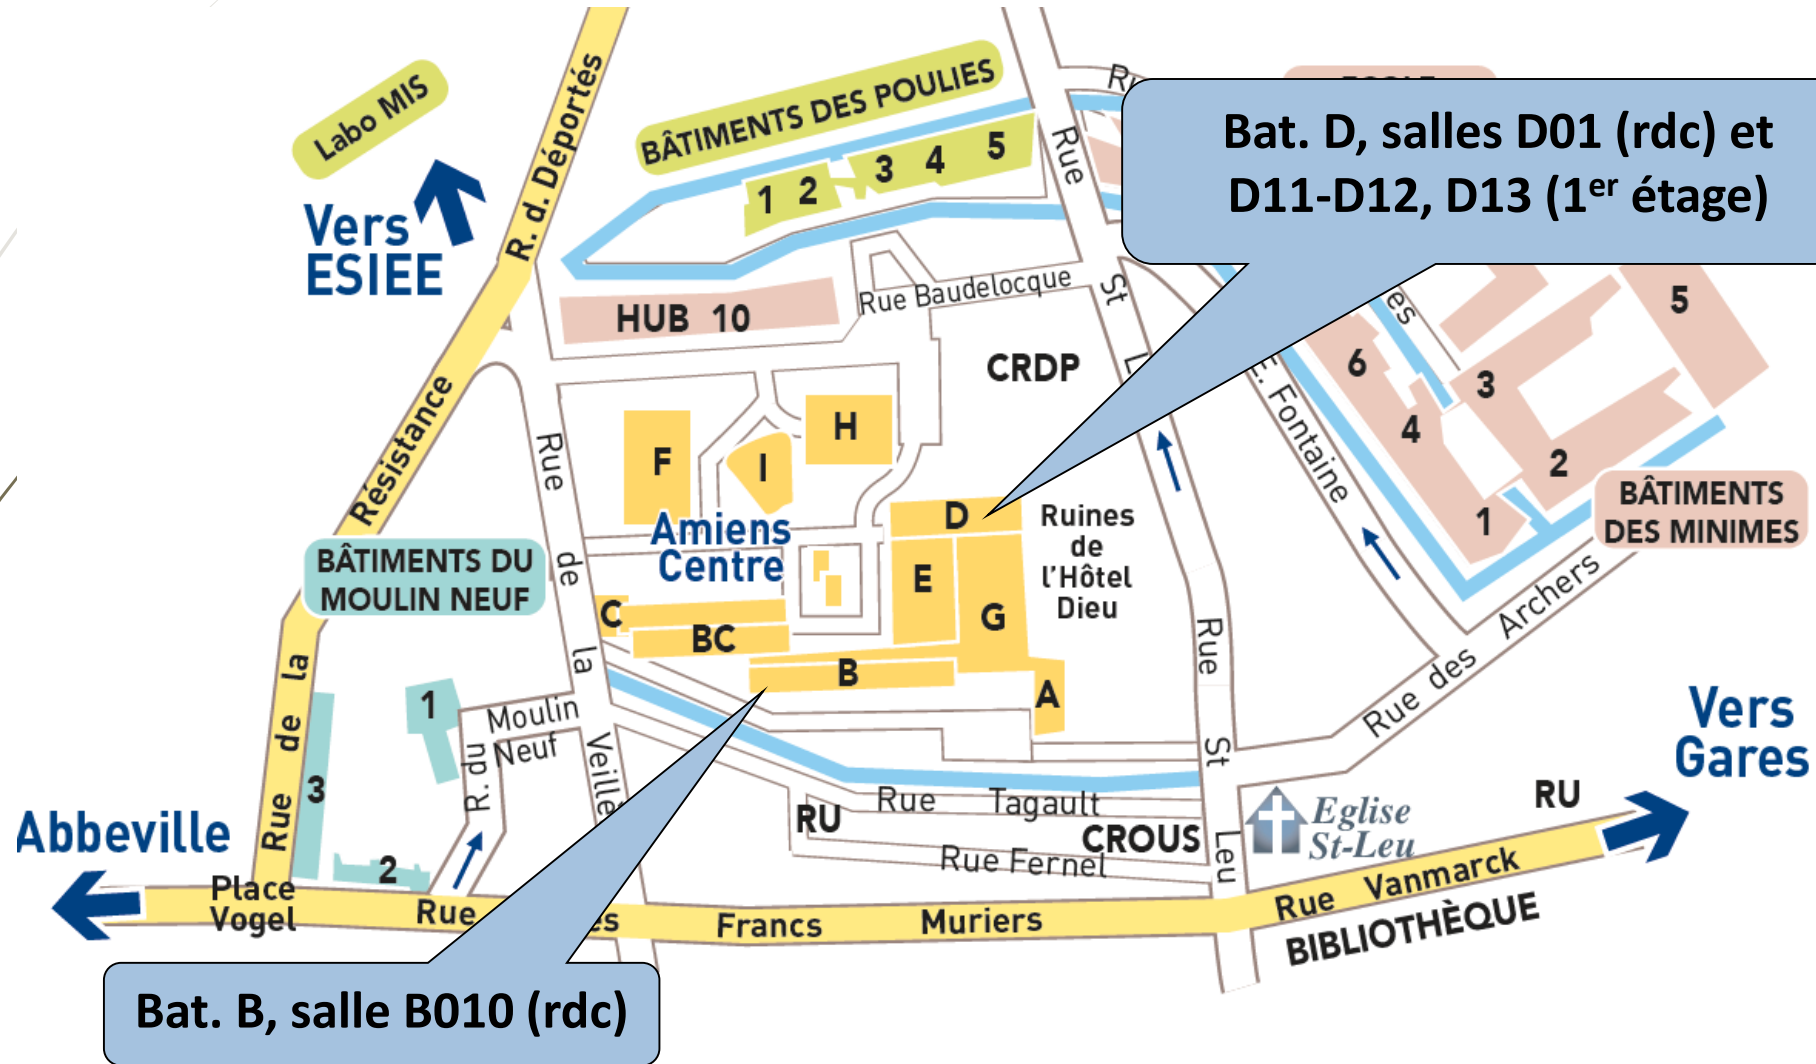 Labo MIS
Vers
ESIEE
R. d. Déportés
BÂTIMENTS DES POULIES
1 2 3 4 5
Rue
Bat. D, salles D01 (rdc) et
D11-D12, D13 (1er étage)
HUB 10
Rue Baudelocque
St
CRDP
5
6
3
4
2
1
E. Fontaine
BÂTIMENTS
DES MINIMES
Résistance
Rue
F
I
H
Amiens
Centre
D
E
G
Ruines
de
l'Hôtel
Dieu
BÂTIMENTS DU
MOULIN NEUF
de
la
C
BC
B
A
Rue
Rue des Archers
Vers
Gares
Rue de la
1
3
2
R. du
Moulin
Neuf
St
Rue Tagault
RU
CROUS
Rue Fernel
Leu
Eglise
St-Leu
RU
Abbeville
Place
Vogel
Rue
Francs Muriers
Rue Vanmarck
BIBLIOTHÈQUE
Bat. B, salle B010 (rdc)